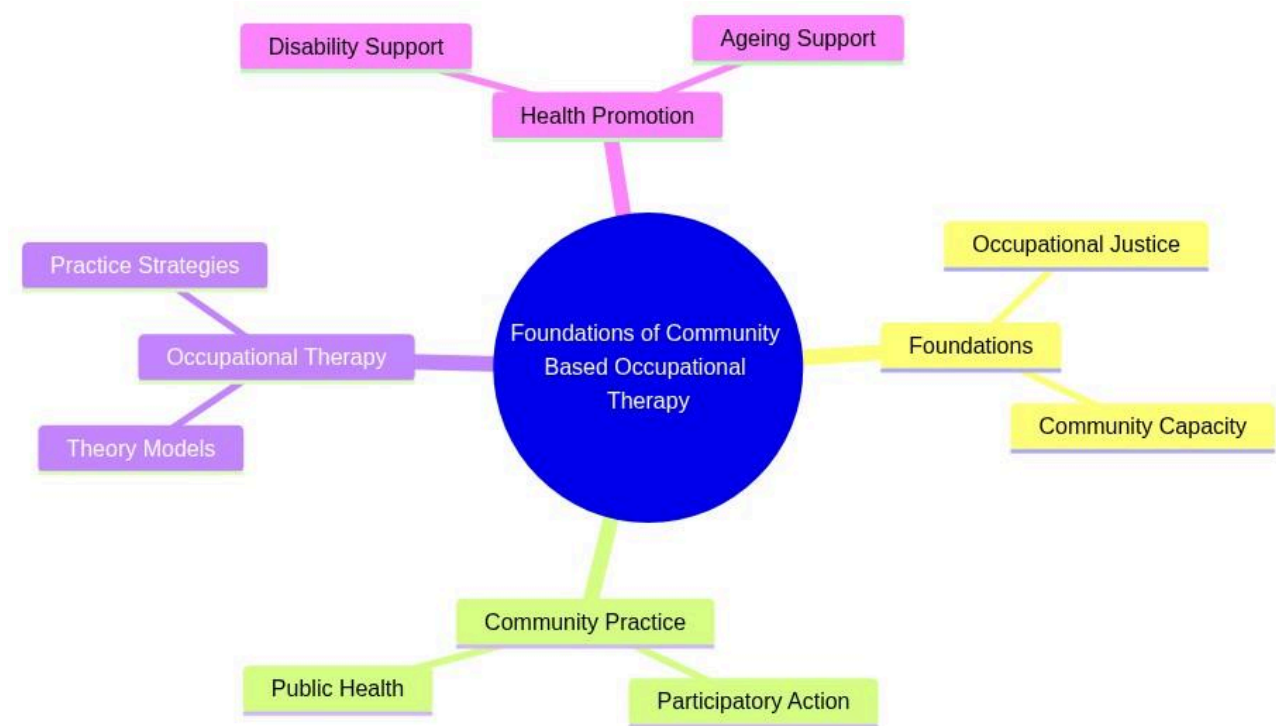 Disability Support
Ageing Support
Health Promotion
Occupational Justice
Practice Strategies
Foundations of Community
Based Occupational
Therapy
Foundations
Occupational Therapy
Community Capacity
Theory Models
Community Practice
Public Health
Participatory Action